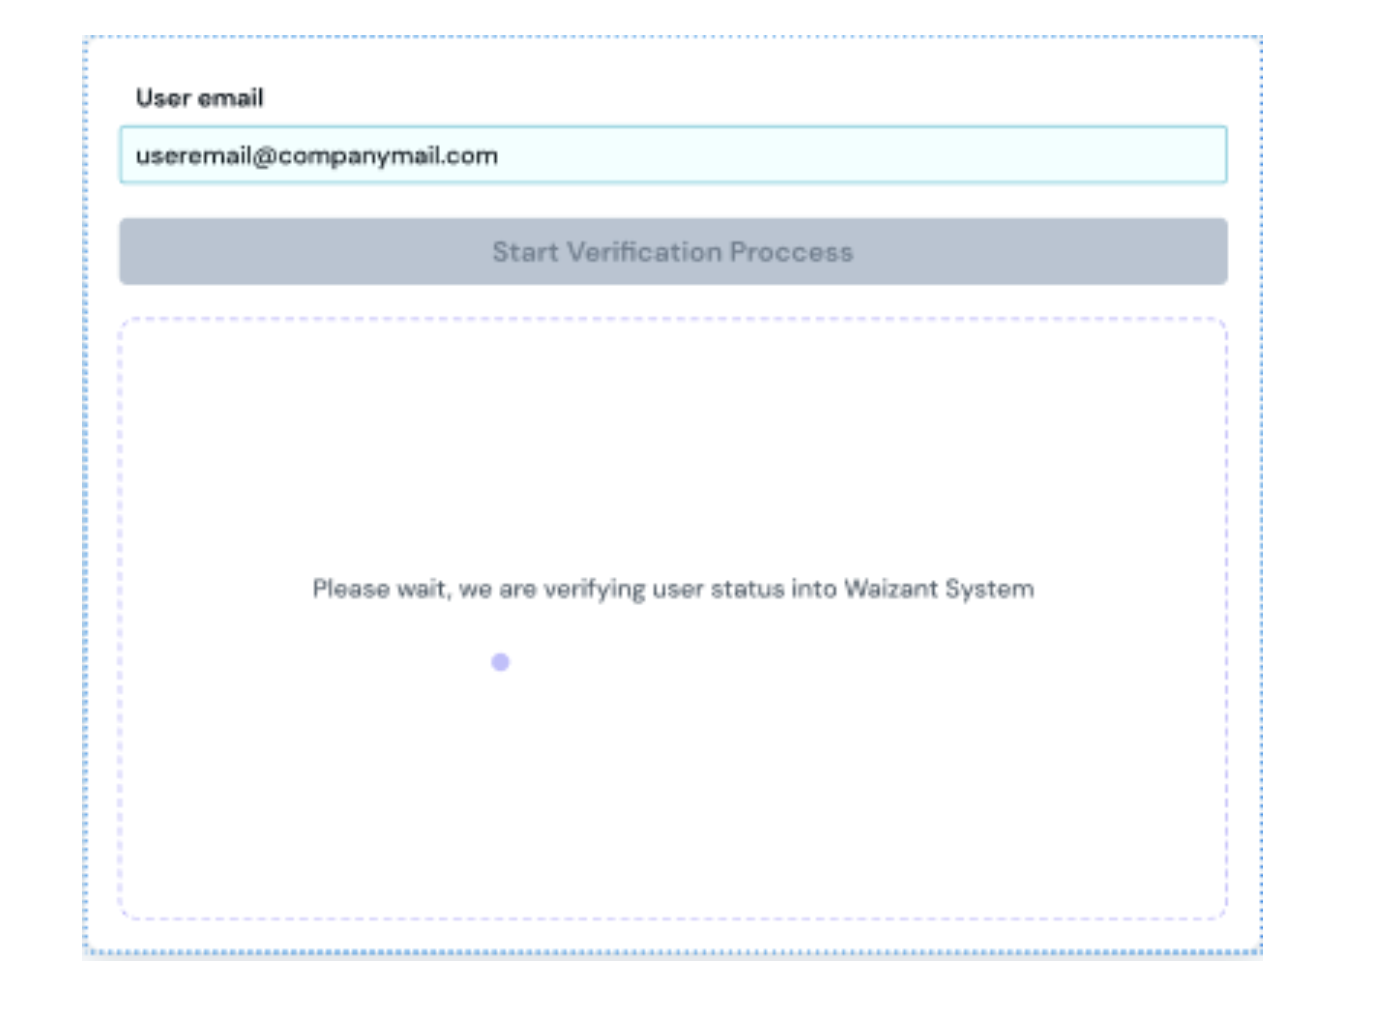 User email
useremail@companymail.com
Start Verification Proccess
Please wait, we are verifying user status into Waizant System